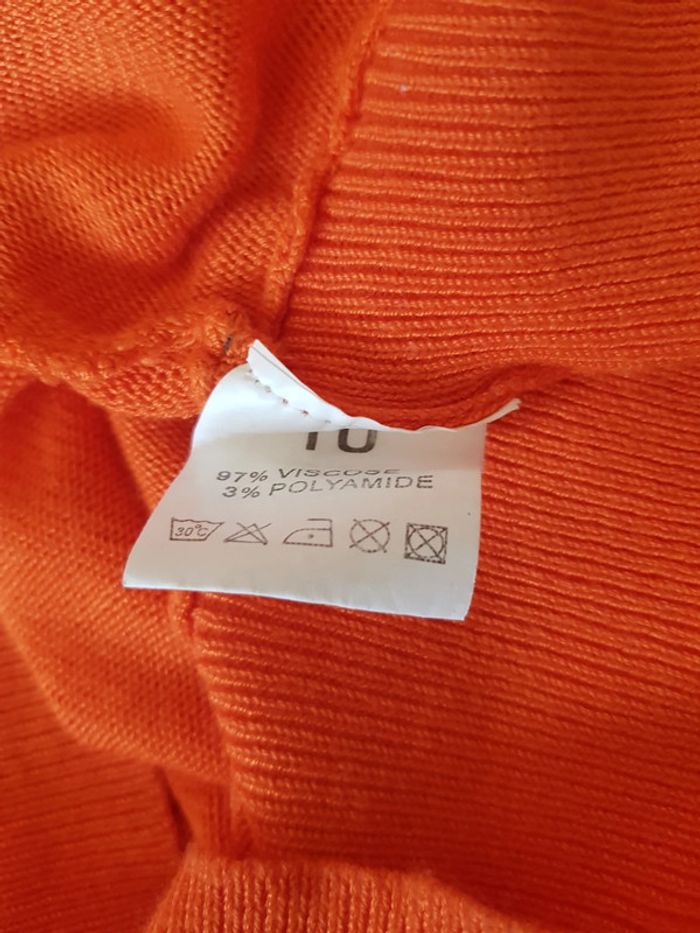 10
97% VISCOSE
3% POLYAMIDE
30°C